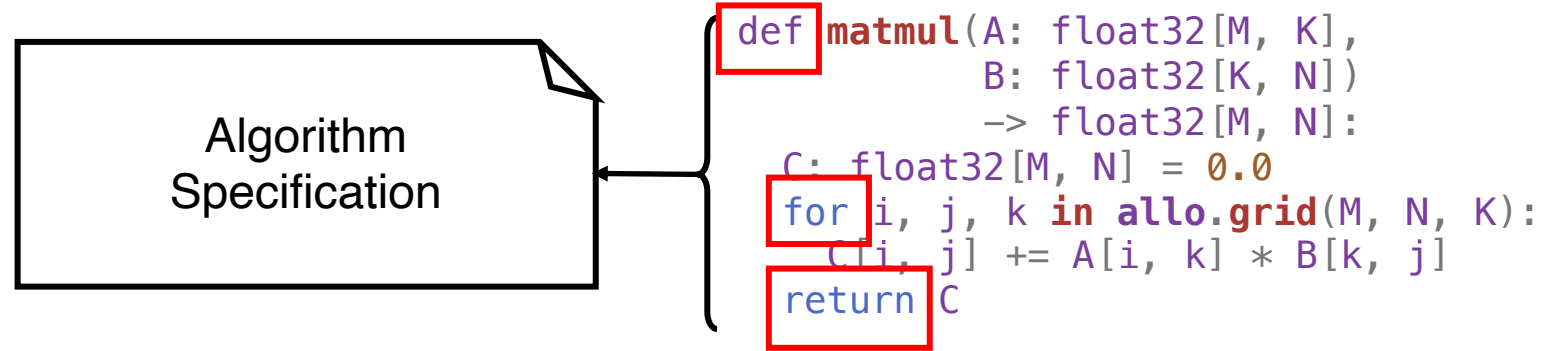 Algorithm
Specification
def matmul(A: float32[M, K],
B: float32[K, N])
-> float32[M, N]:
C: float32[M, N] = 0.0
for i, j, k in allo.grid(M, N, K):
C[i, j] += A[i, k] * B[k, j]
return C